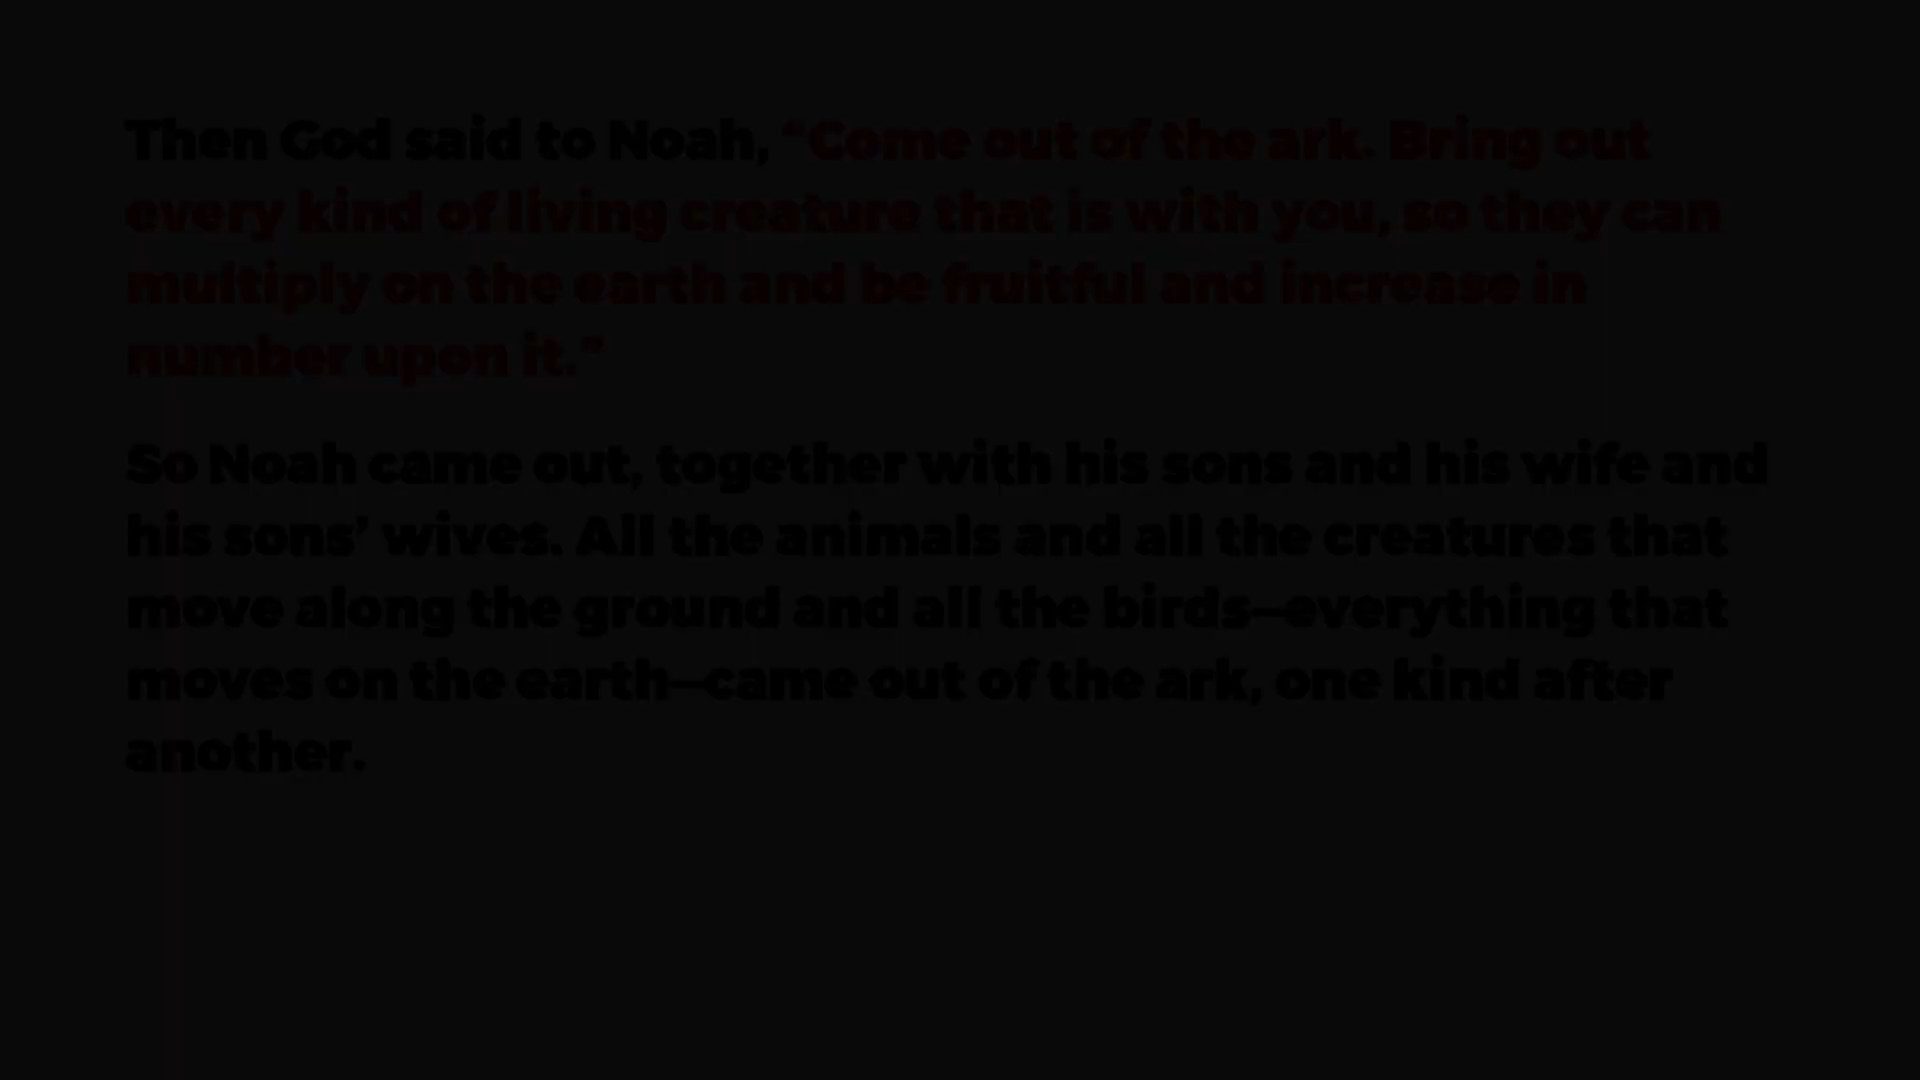 Then God said to Noah, “Come out of the ark. Bring out
every kind of living creature that is with you, so they can
multiply on the earth and be fruitful and increase in
number upon it.”
So Noah came out, together with his sons and his wife and
his sons’ wives. All the animals and all the creatures that
move along the ground and all the birds—everything that
moves on the earth—came out of the ark, one kind after
another.